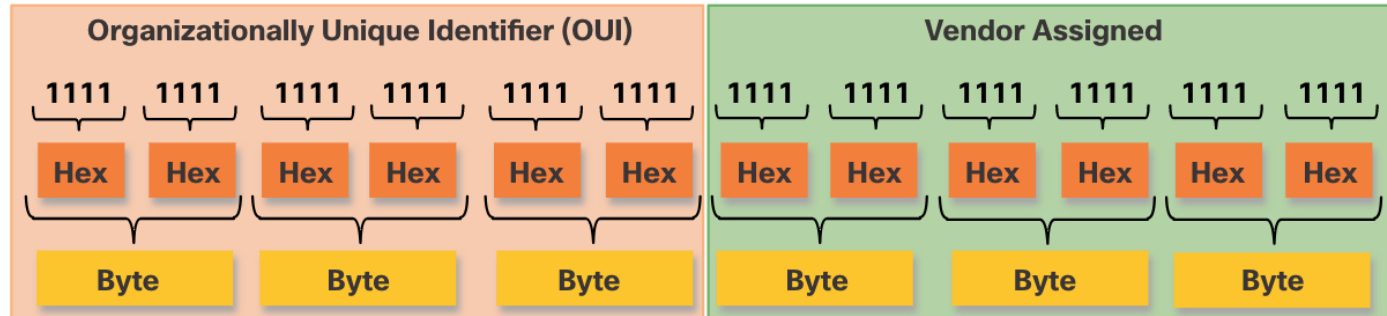 Organizationally Unique Identifier (OUI) Vendor Assigned
1111 1111 1111 1111 1111 1111 1111 1111 1111 1111 1111 1111
Hex Hex Hex Hex Hex Hex Hex Hex Hex Hex Hex Hex
Byte Byte Byte Byte Byte Byte